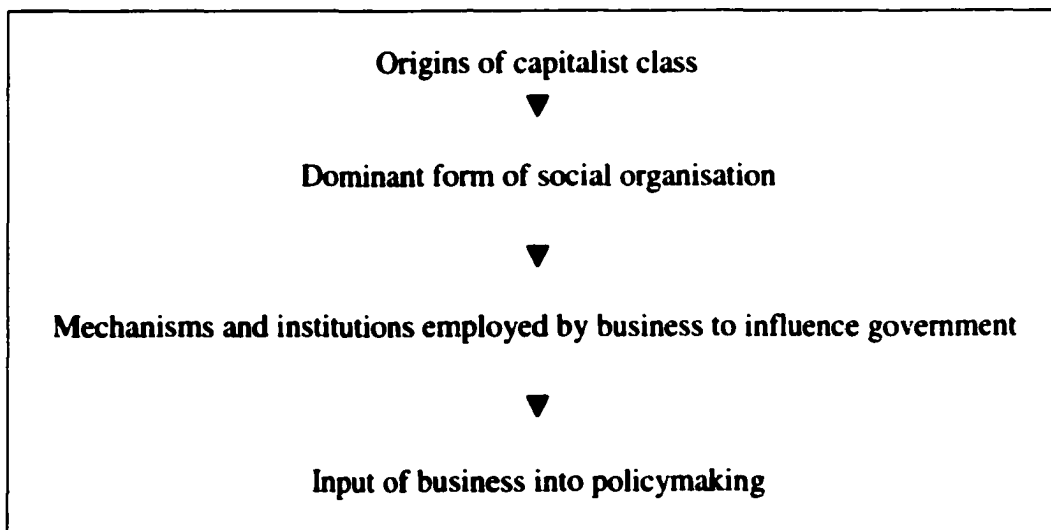 Origins of capitalist class
Dominant form of social organisation
Mechanisms and institutions employed by business to influence government
Input of business into policymaking